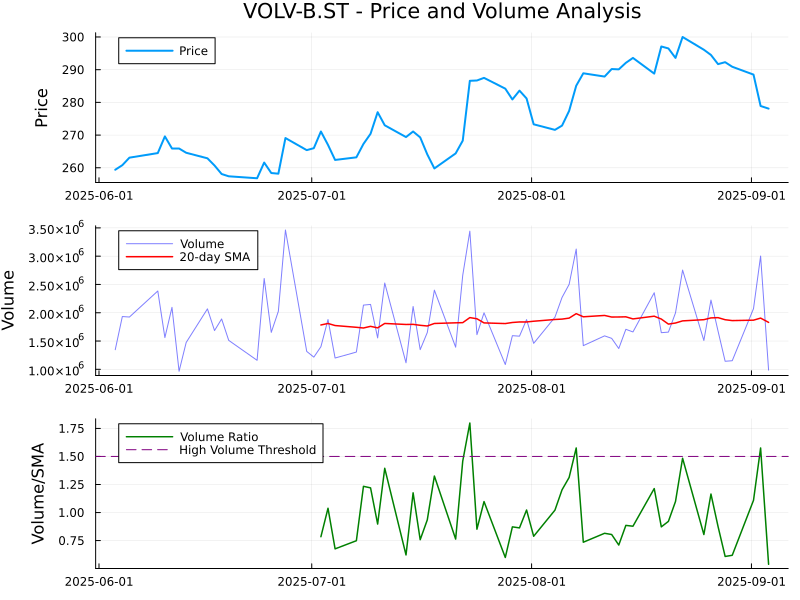 VOLV-B.ST - Price and Volume Analysis
Price
300
290
280
270
260
Price
2025-06-01 2025-07-01 2025-08-01 2025-09-01
Volume
3.50×10⁶
3.00×10⁶
2.50×10⁶
2.00×10⁶
1.50×10⁶
1.00×10⁶
Volume
20-day SMA
2025-06-01 2025-07-01 2025-08-01 2025-09-01
Volume/SMA
1.75
1.50
1.25
1.00
0.75
Volume Ratio
High Volume Threshold
2025-06-01 2025-07-01 2025-08-01 2025-09-01